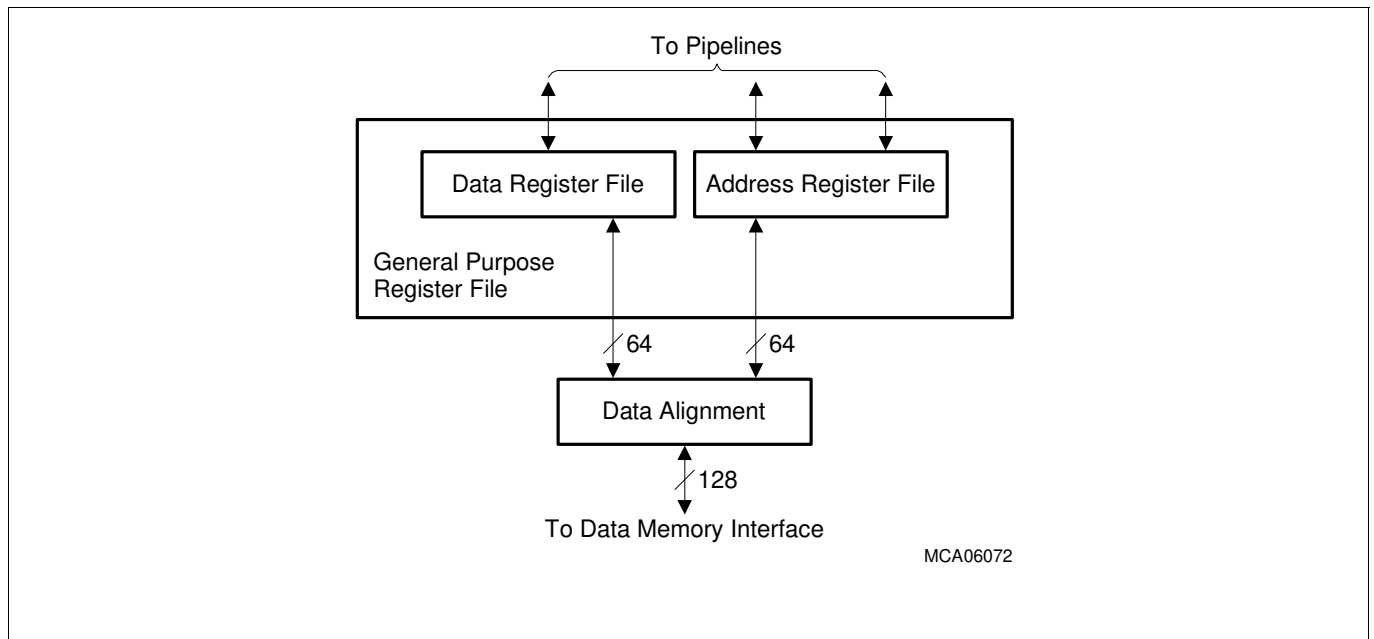 To Pipelines
Data Register File
Address Register File
General Purpose
Register File
64
64
Data Alignment
128
To Data Memory Interface
MCA06072